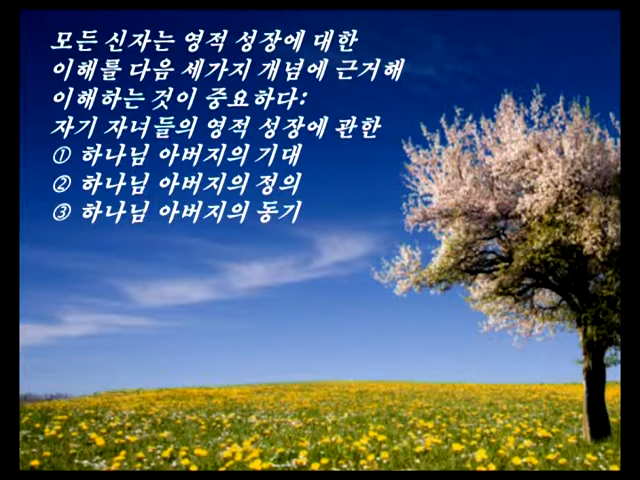 모든 신자는 영적 성장에 대한
이해를 다음 세가지 개념에 근거해
이해하는 것이 중요하다:
자기 자녀들의 영적 성장에 관한
① 하나님 아버지의 기대
② 하나님 아버지의 정의
③ 하나님 아버지의 동기